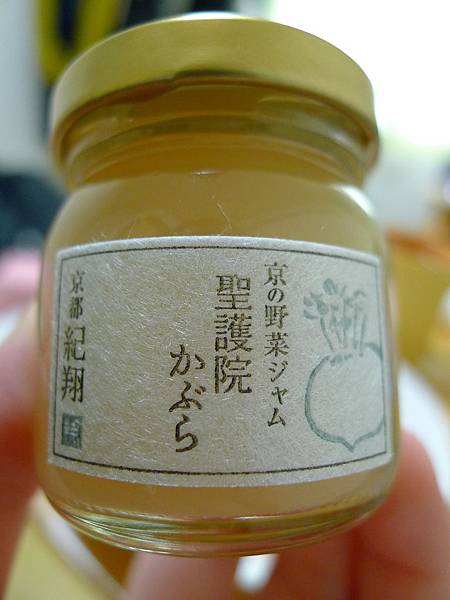 京の野菜ジャム
聖護院
かぶら
京都 紀翔